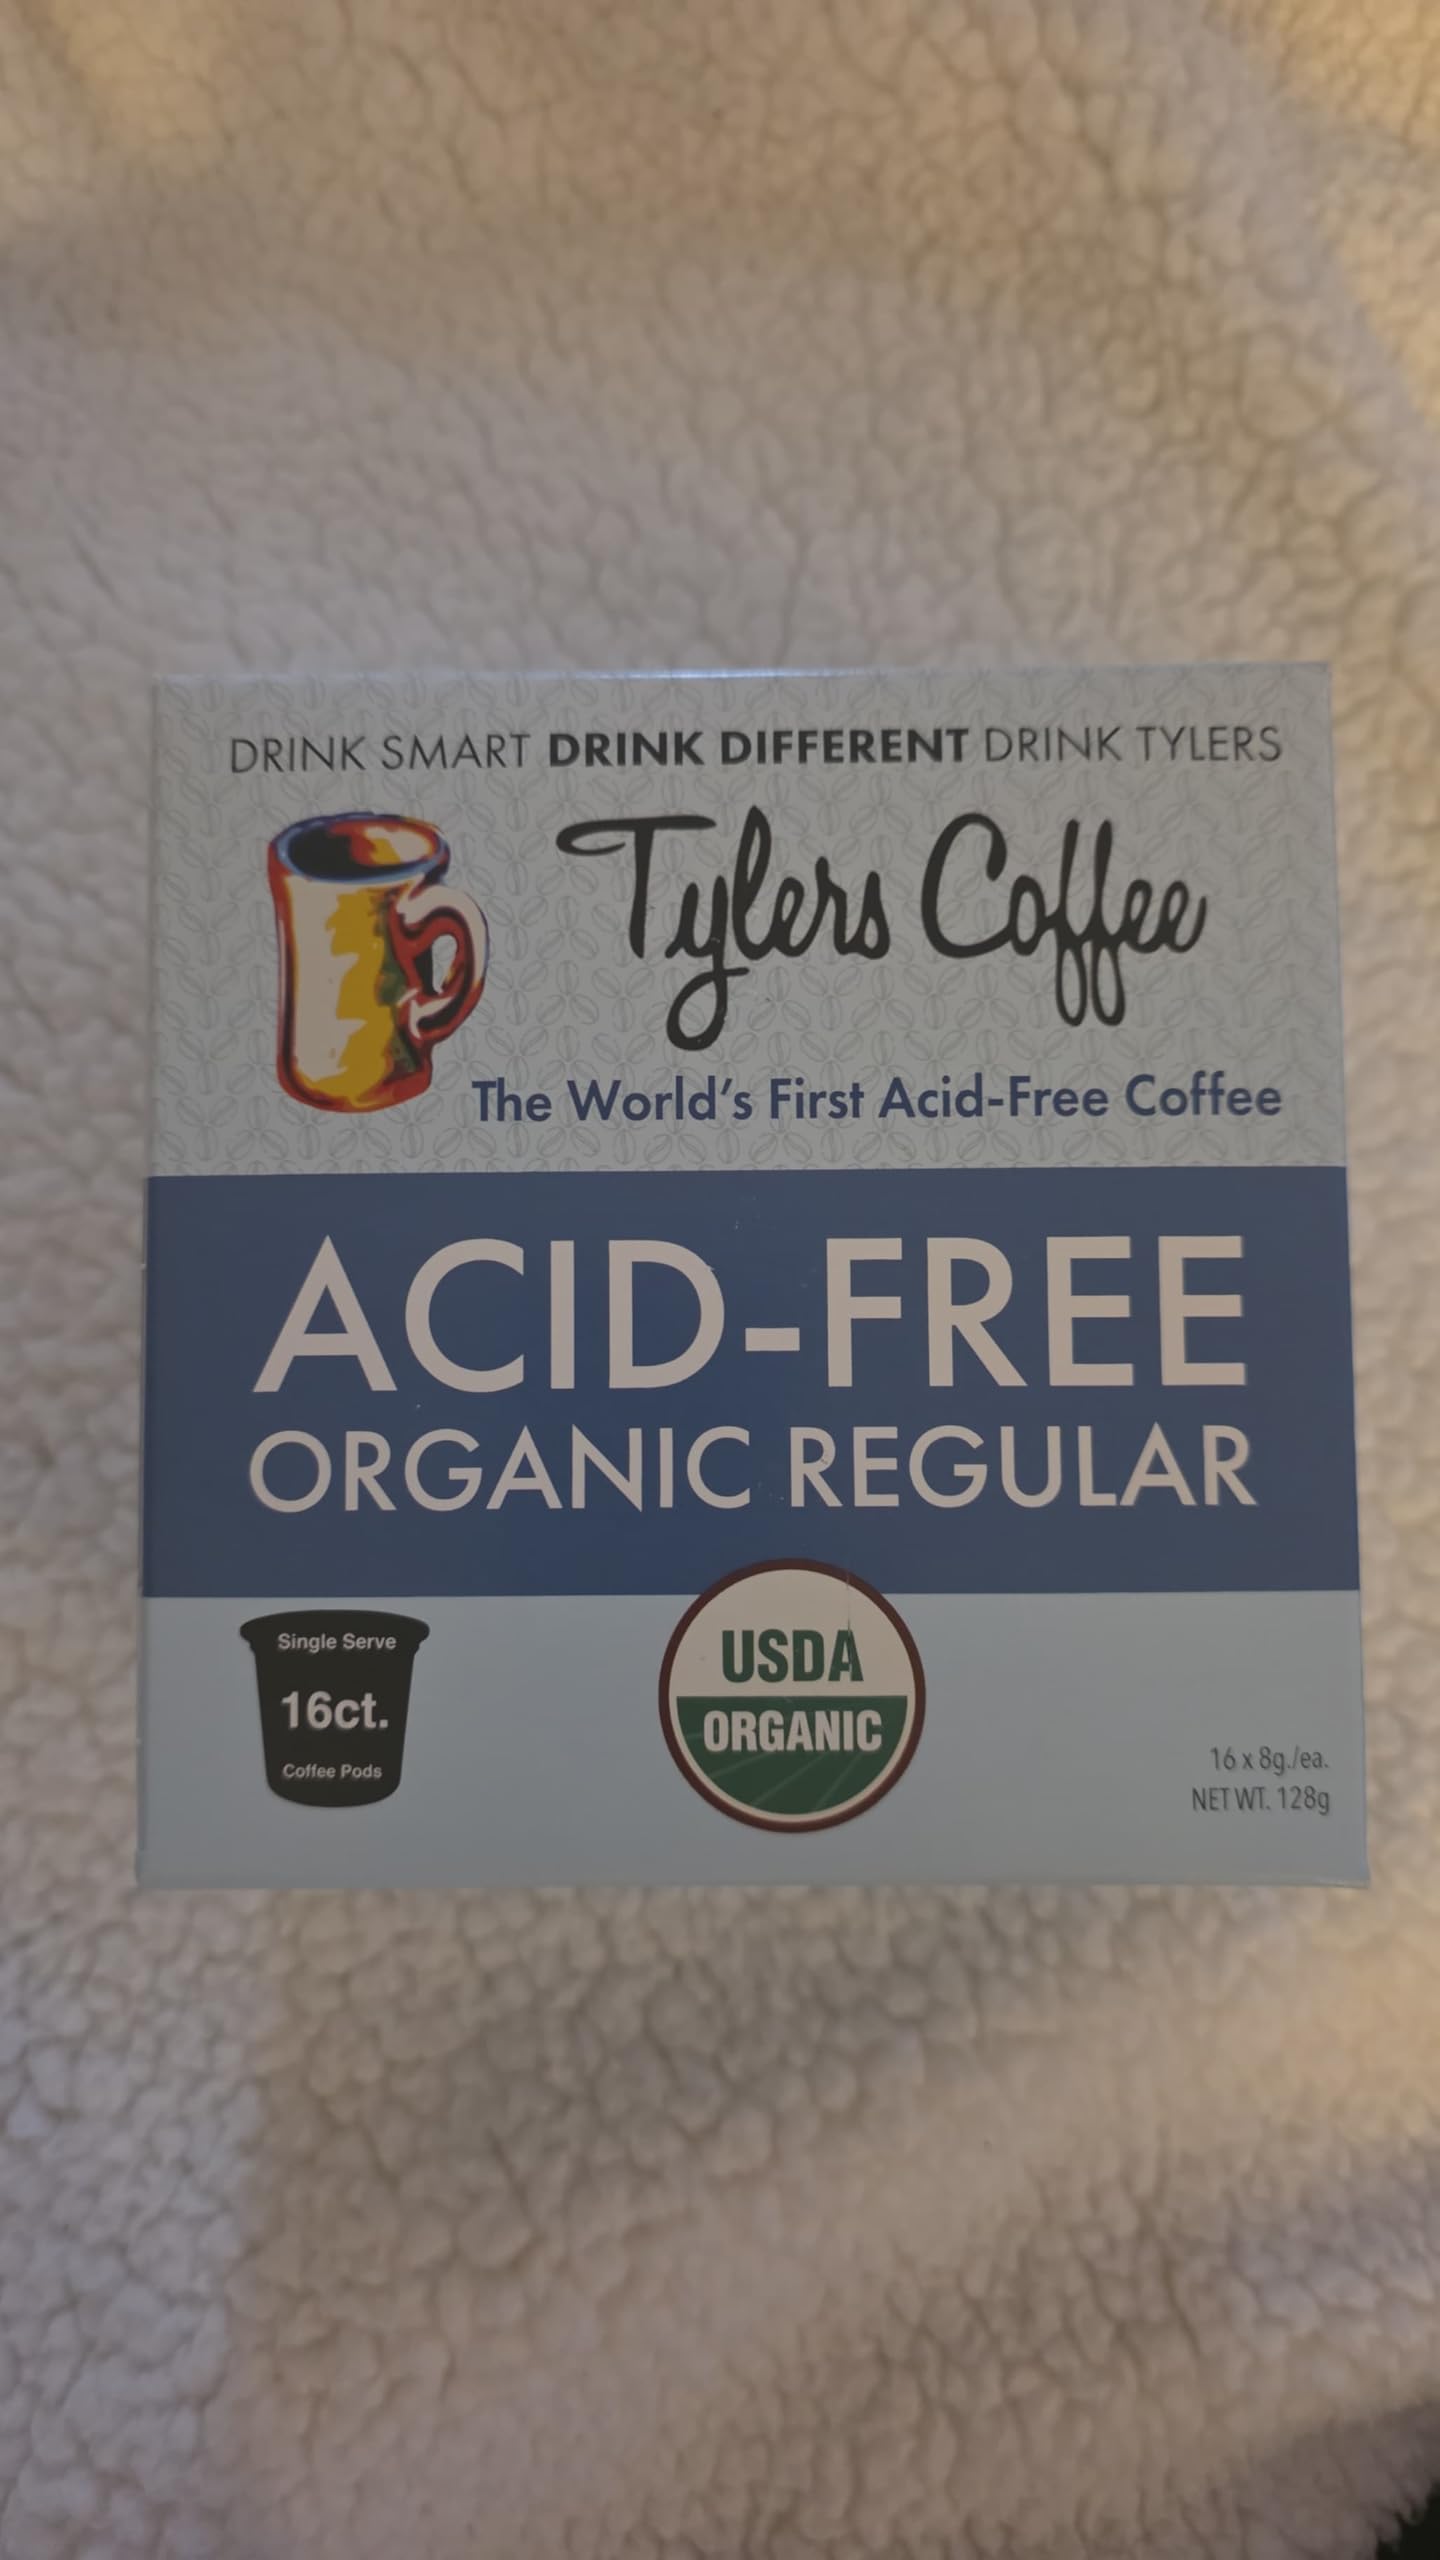 DRINK SMART DRINK DIFFERENT DRINK TYLERS
Tylers Coffee
The World's First Acid-Free Coffee
ACID-FREE
ORGANIC REGULAR
Single Serve
16ct.
Coffee Pods
USDA
ORGANIC
16 x 8g./ea.
NET WT. 128g